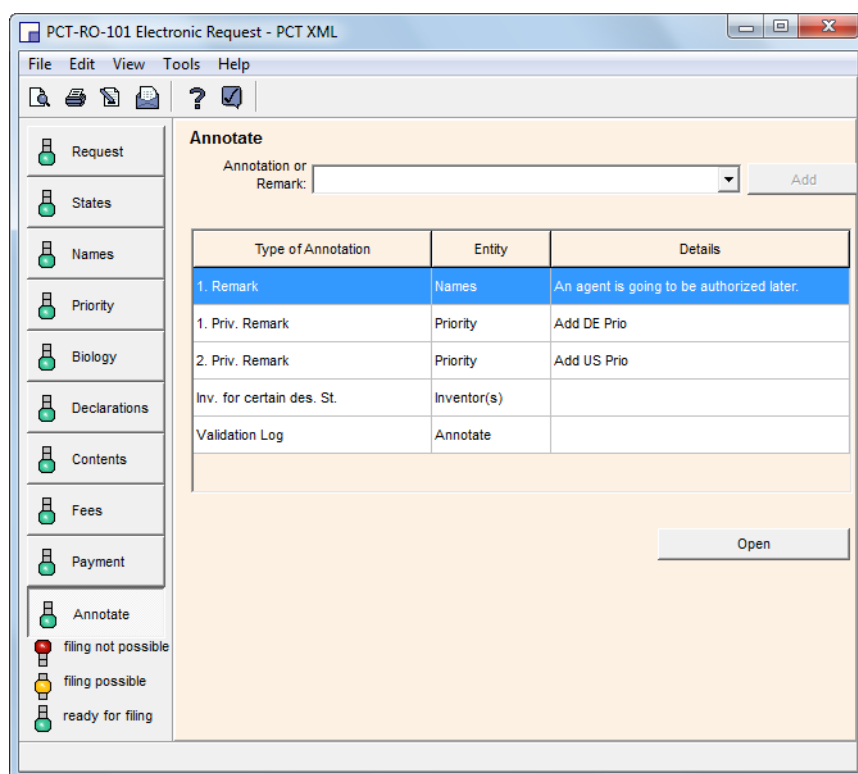 PCT-RO-101 Electronic Request - PCT XML
File Edit View Tools Help
Request
States
Names
Priority
Biology
Declarations
Contents
Fees
Payment
Annotate
filing not possible
filing possible
ready for filing
Annotate
Annotation or
Remark:
Add
Type of Annotation Entity Details
1. Remark Names An agent is going to be authorized later.
1. Priv. Remark Priority Add DE Prio
2. Priv. Remark Priority Add US Prio
Inv. for certain des. St. Inventor(s)
Validation Log Annotate
Open